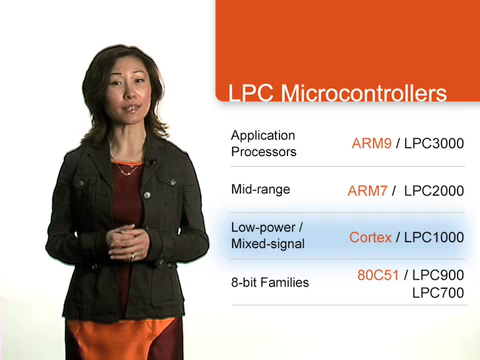 LPC Microcontrollers
Application
Processors
ARM9 / LPC3000
Mid-range
ARM7 / LPC2000
Low-power /
Mixed-signal
Cortex / LPC1000
8-bit Families
80C51 / LPC900
LPC700